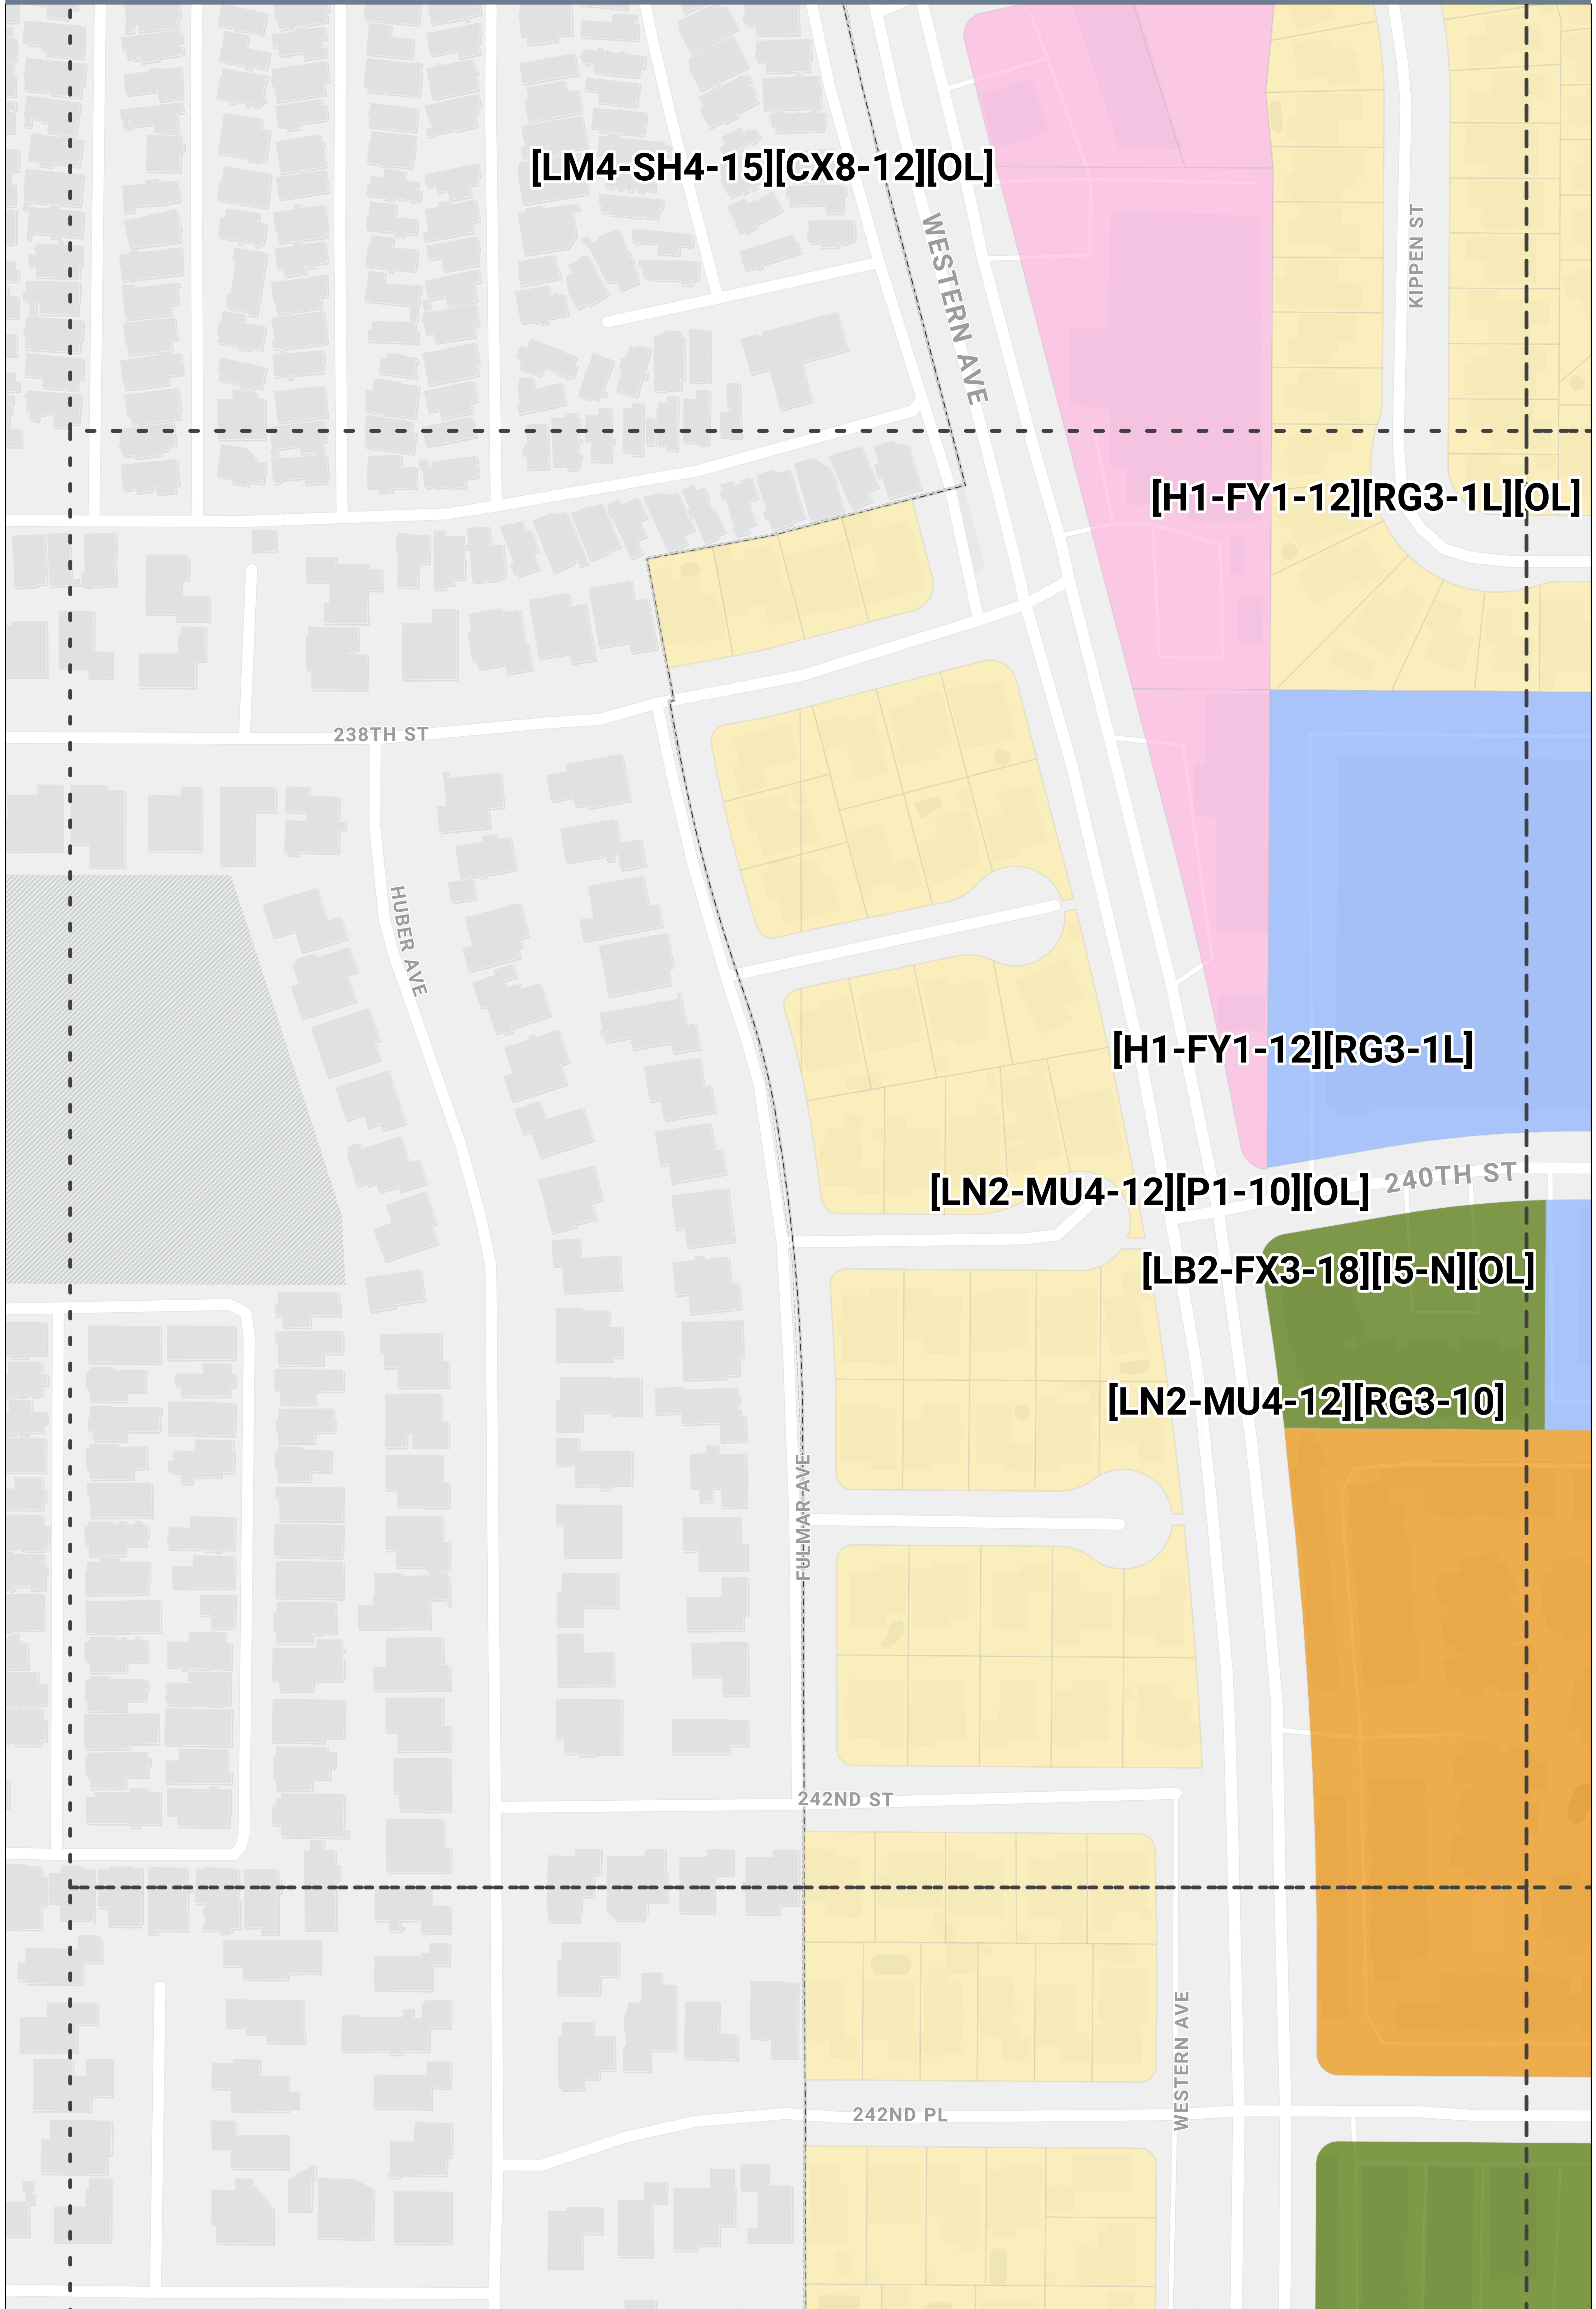 [LM4-SH4-15][CX8-12][OL]
WESTERN AVE
KIPPEN ST
[H1-FY1-12][RG3-1L][OL]
238TH ST
HUBER AVE
[H1-FY1-12][RG3-1L]
[LN2-MU4-12][P1-10][OL]
240TH ST
[LB2-FX3-18][I5-N][OL]
[LN2-MU4-12][RG3-10]
FULMAR AVE
242ND ST
WESTERN AVE
242ND PL